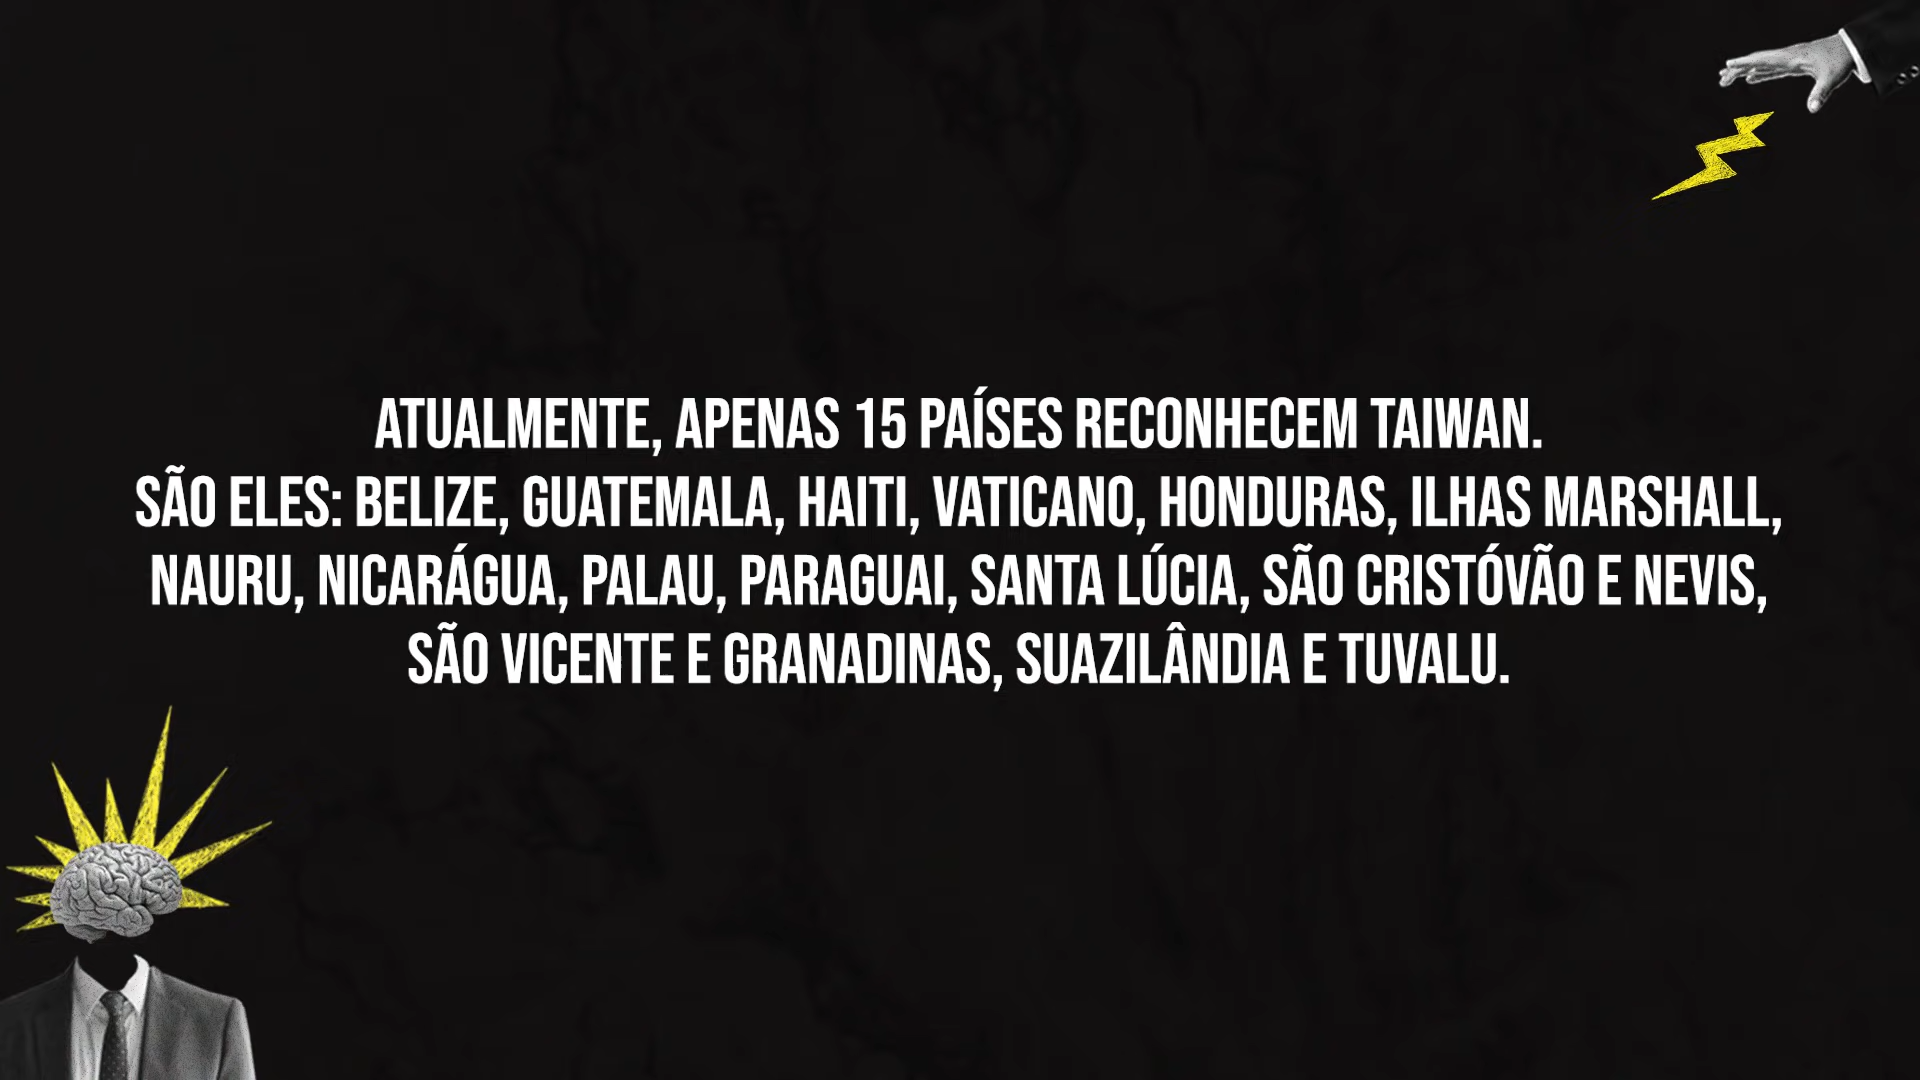 ATUALMENTE, APENAS 15 PAÍSES RECONHECEM TAIWAN.
SÃO ELES: BELIZE, GUATEMALA, HAITI, VATICANO, HONDURAS, ILHAS MARSHALL,
NAURU, NICARÁGUA, PALAU, PARAGUAI, SANTA LÚCIA, SÃO CRISTÓVÃO E NEVIS,
SÃO VICENTE E GRANADINAS, SUAZILÂNDIA E TUVALU.